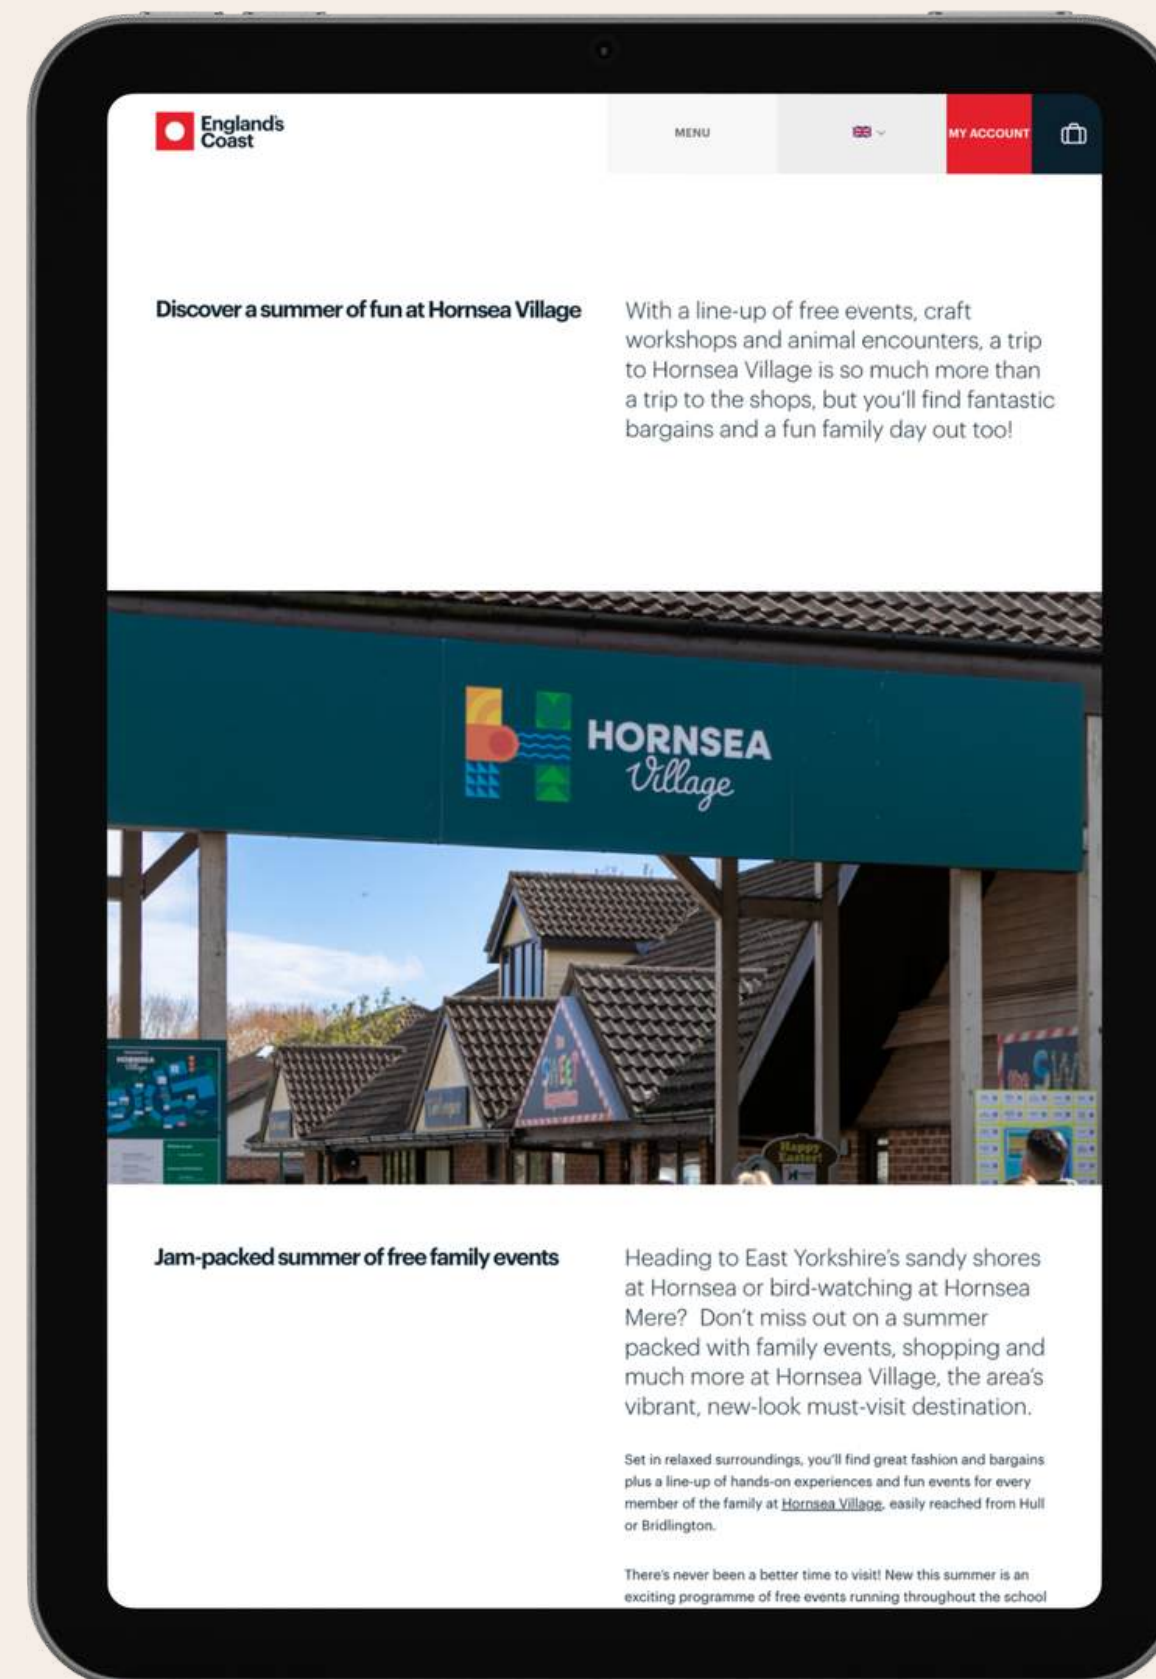 England's
Coast
MENU
MY ACCOUNT
Discover a summer of fun at Hornsea Village
With a line-up of free events, craft
workshops and animal encounters, a trip
to Hornsea Village is so much more than
a trip to the shops, but you'll find fantastic
bargains and a fun family day out too!
HORNSEA
Village
HORNSEA
Village
the
SWEET
the SW
Happy
Easter!
Jam-packed summer of free family events
Heading to East Yorkshire's sandy shores
at Hornsea or bird-watching at Hornsea
Mere?  Don't miss out on a summer
packed with family events, shopping and
much more at Hornsea Village, the area's
vibrant, new-look must-visit destination.
Set in relaxed surroundings, you'll find great fashion and bargains
plus a line-up of hands-on experiences and fun events for every
member of the family at Hornsea Village, easily reached from Hull
or Bridlington.
There's never been a better time to visit! New this summer is an
exciting programme of free events running throughout the school